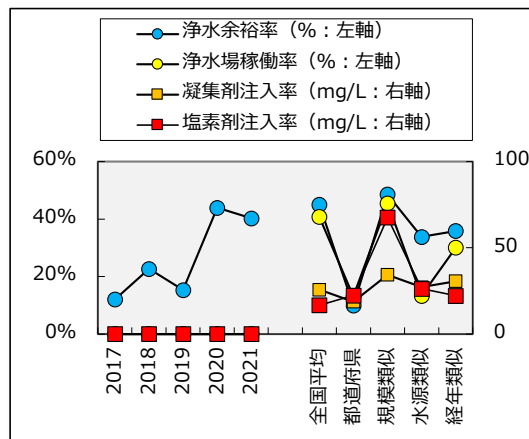 浄水余裕率（%：左軸）
浄水場稼働率（%：左軸）
凝集剤注入率（mg/L：右軸）
塩素剤注入率（mg/L：右軸）
60%
40%
20%
0%
100
50
0
2017
2018
2019
2020
2021
全国平均
都道府県
規模類似
水源類似
経年類似